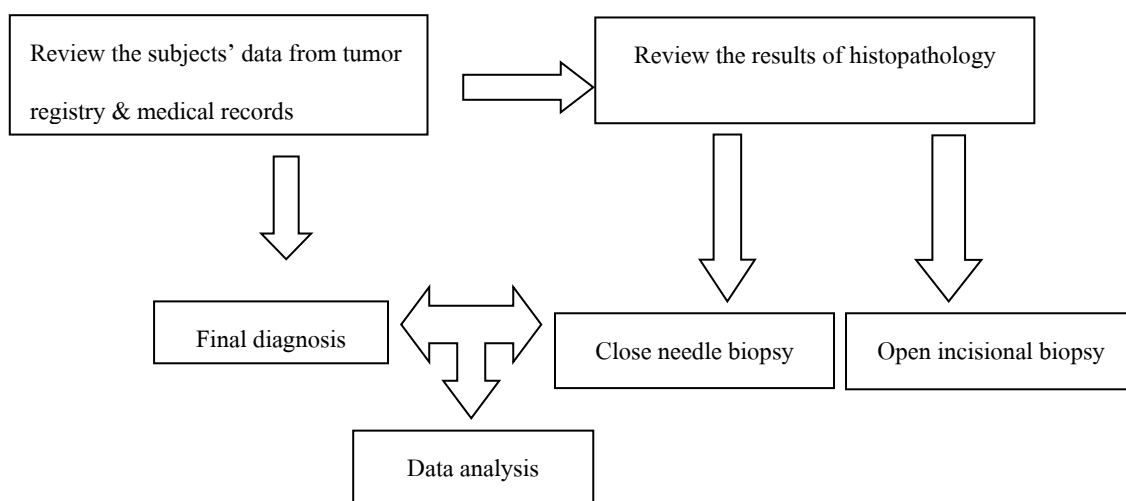 Review the subjects’ data from tumor
registry & medical records
Review the results of histopathology
Final diagnosis
Close needle biopsy
Open incisional biopsy
Data analysis